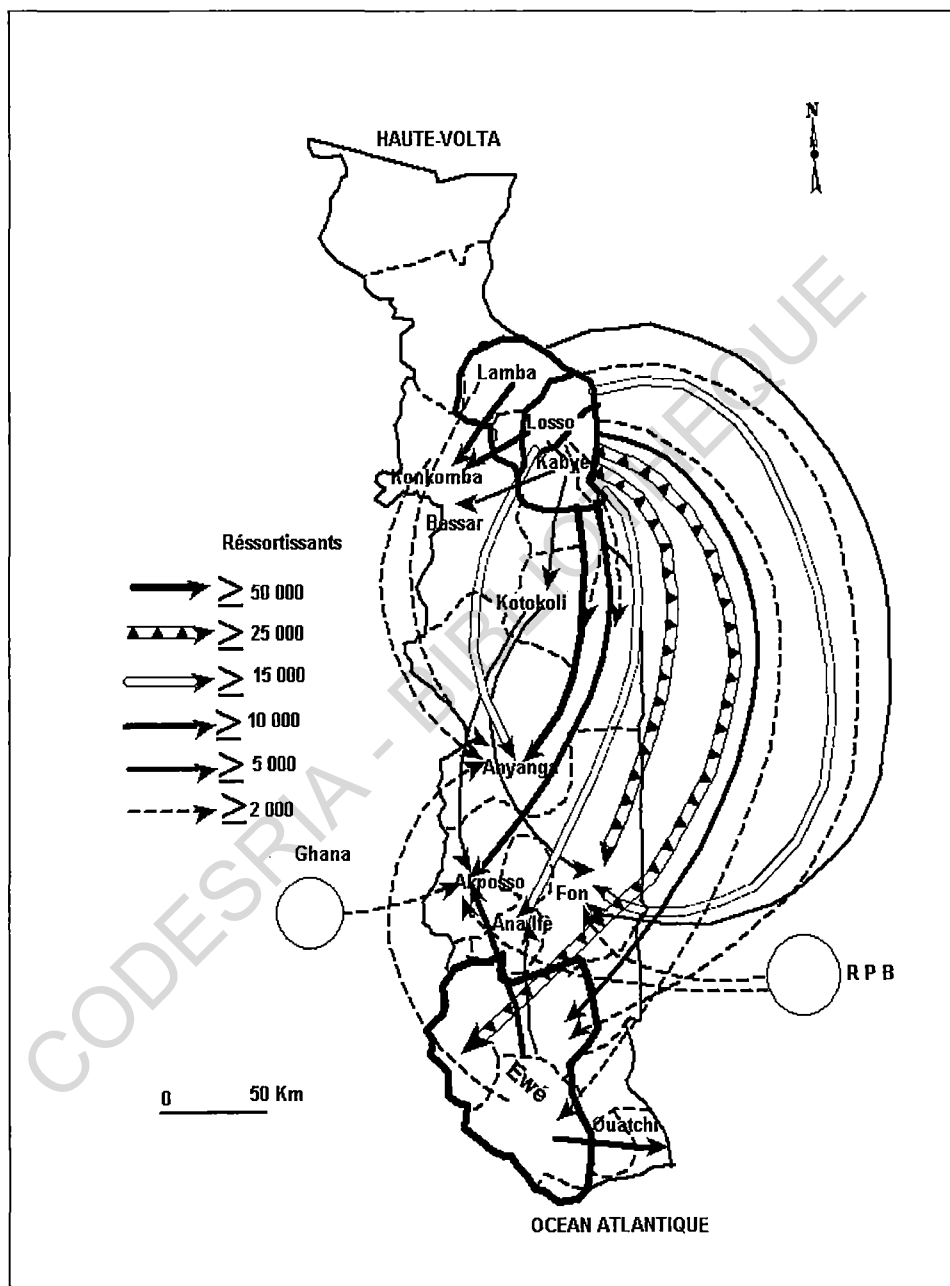 N
HAUTE-VOLTA
Lamba
Losso
Kabyè
Konkomba
Bassar
Réssortissants
≥ 50 000
≥ 25 000
≥ 15 000
≥ 10 000
≥ 5 000
≥ 2 000
Kotokoli
Anyanga
Ghana
Akposso
Fon
Ana Ifè
R P B
Ewé
Ouatchi
0 50 Km
OCEAN ATLANTIQUE
CODESRIA - BIBLIOTHEQUE